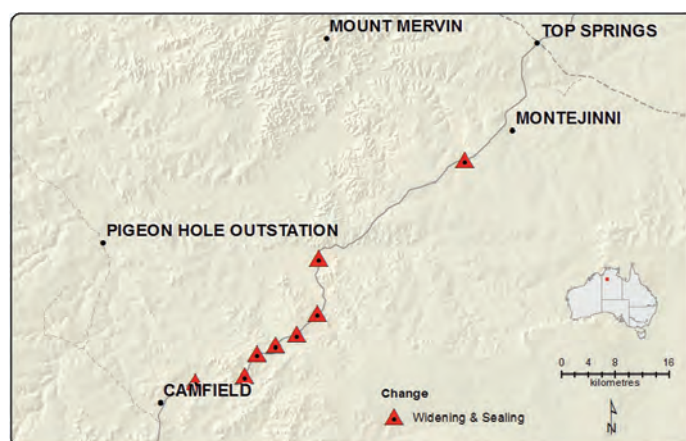 MOUNT MERVIN
TOP SPRINGS
MONTEJINNI
PIGEON HOLE OUTSTATION
CAMFIELD
0 4 8 16
kilometres
Change
Widening & Sealing
N